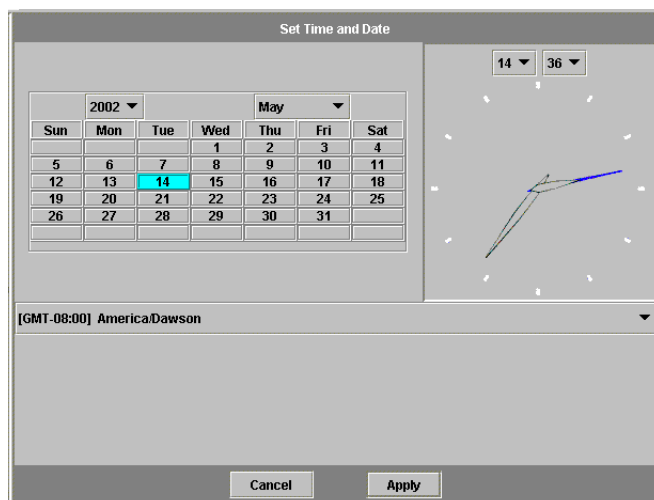 Set Time and Date
14 36
2002 May
Sun Mon Tue Wed Thu Fri Sat
1 2 3 4
5 6 7 8 9 10 11
12 13 14 15 16 17 18
19 20 21 22 23 24 25
26 27 28 29 30 31
[GMT-08:00] America/Dawson
Cancel Apply